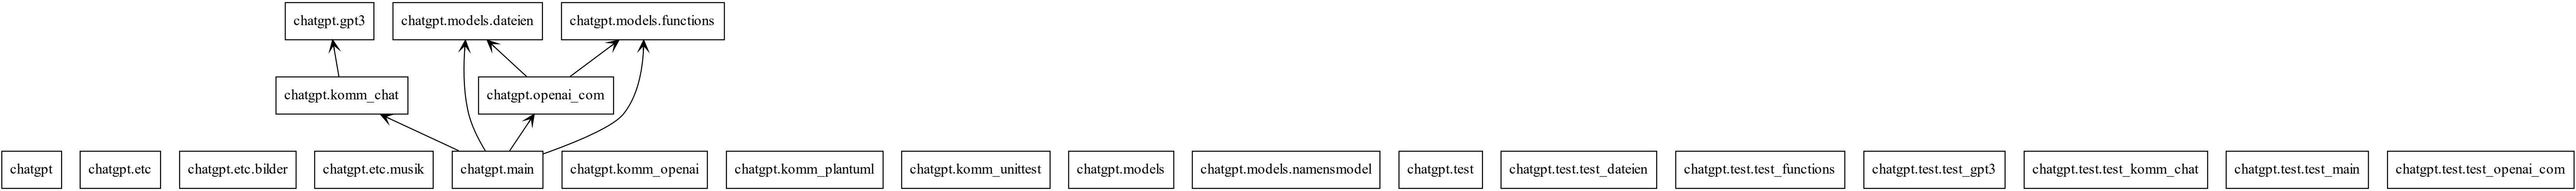 chatgpt.gpt3
chatgpt.models.dateien
chatgpt.models.functions
chatgpt.komm_chat
chatgpt.openai_com
chatgpt
chatgpt.etc
chatgpt.etc.bilder
chatgpt.etc.musik
chatgpt.main
chatgpt.komm_openai
chatgpt.komm_plantuml
chatgpt.komm_unittest
chatgpt.models
chatgpt.models.namensmodel
chatgpt.test
chatgpt.test.test_dateien
chatgpt.test.test_functions
chatgpt.test.test_gpt3
chatgpt.test.test_komm_chat
chatgpt.test.test_main
chatgpt.test.test_openai_com